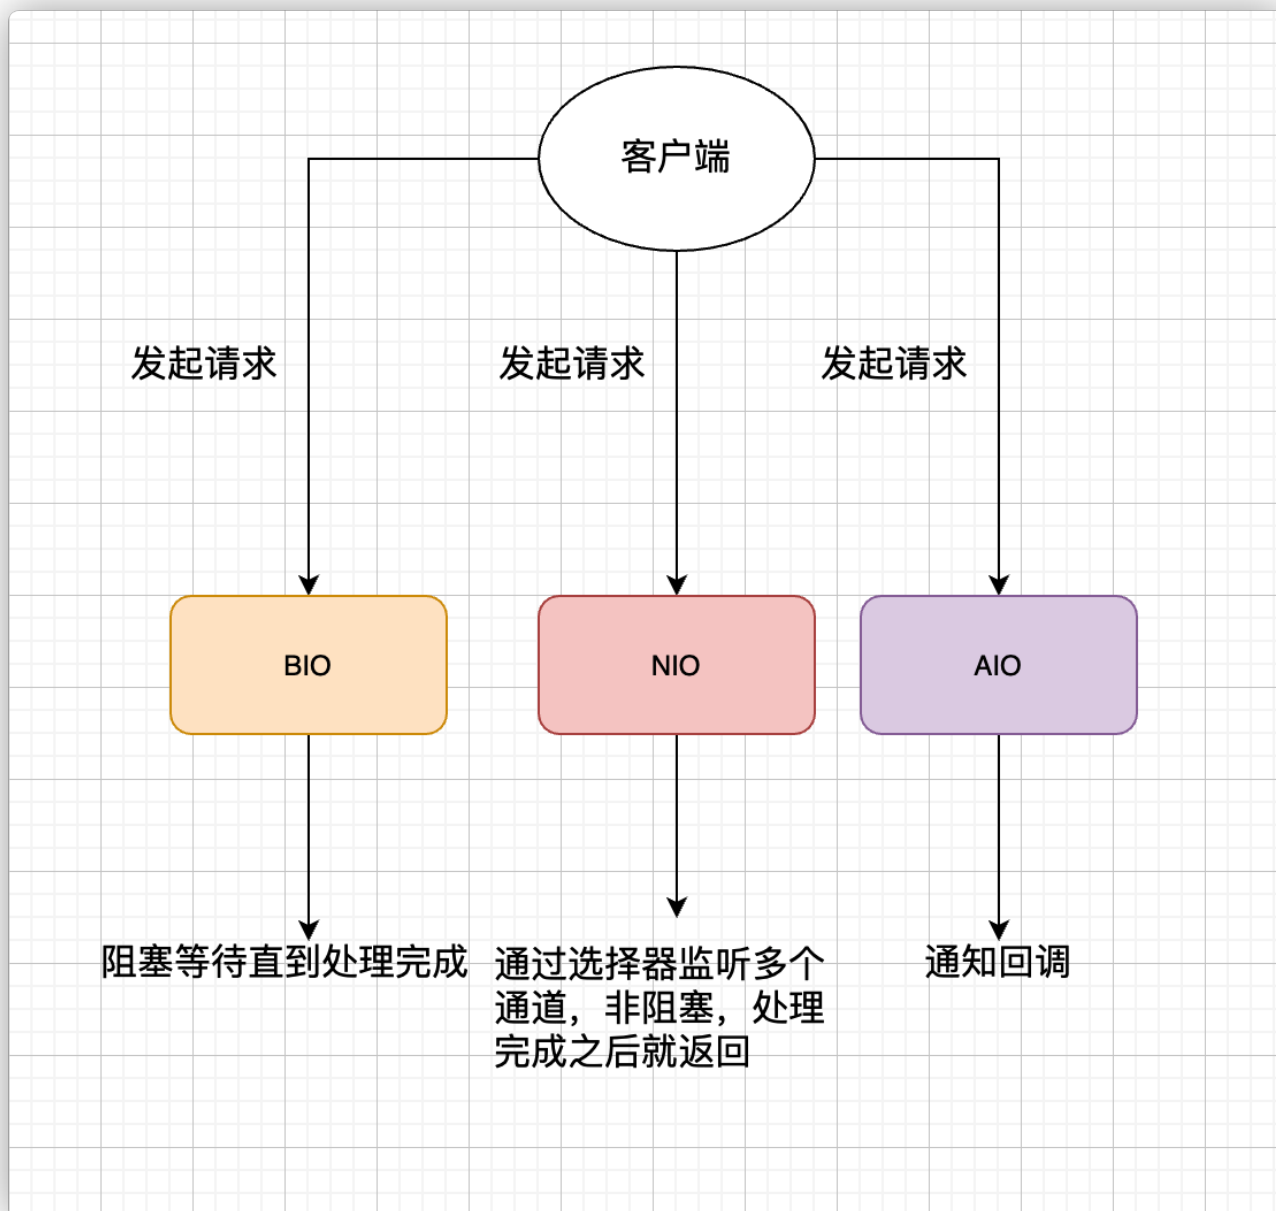 客户端
发起请求
发起请求
发起请求
BIO
NIO
AIO
阻塞等待直到处理完成
通过选择器监听多个
通道，非阻塞，处理
完成之后就返回
通知回调